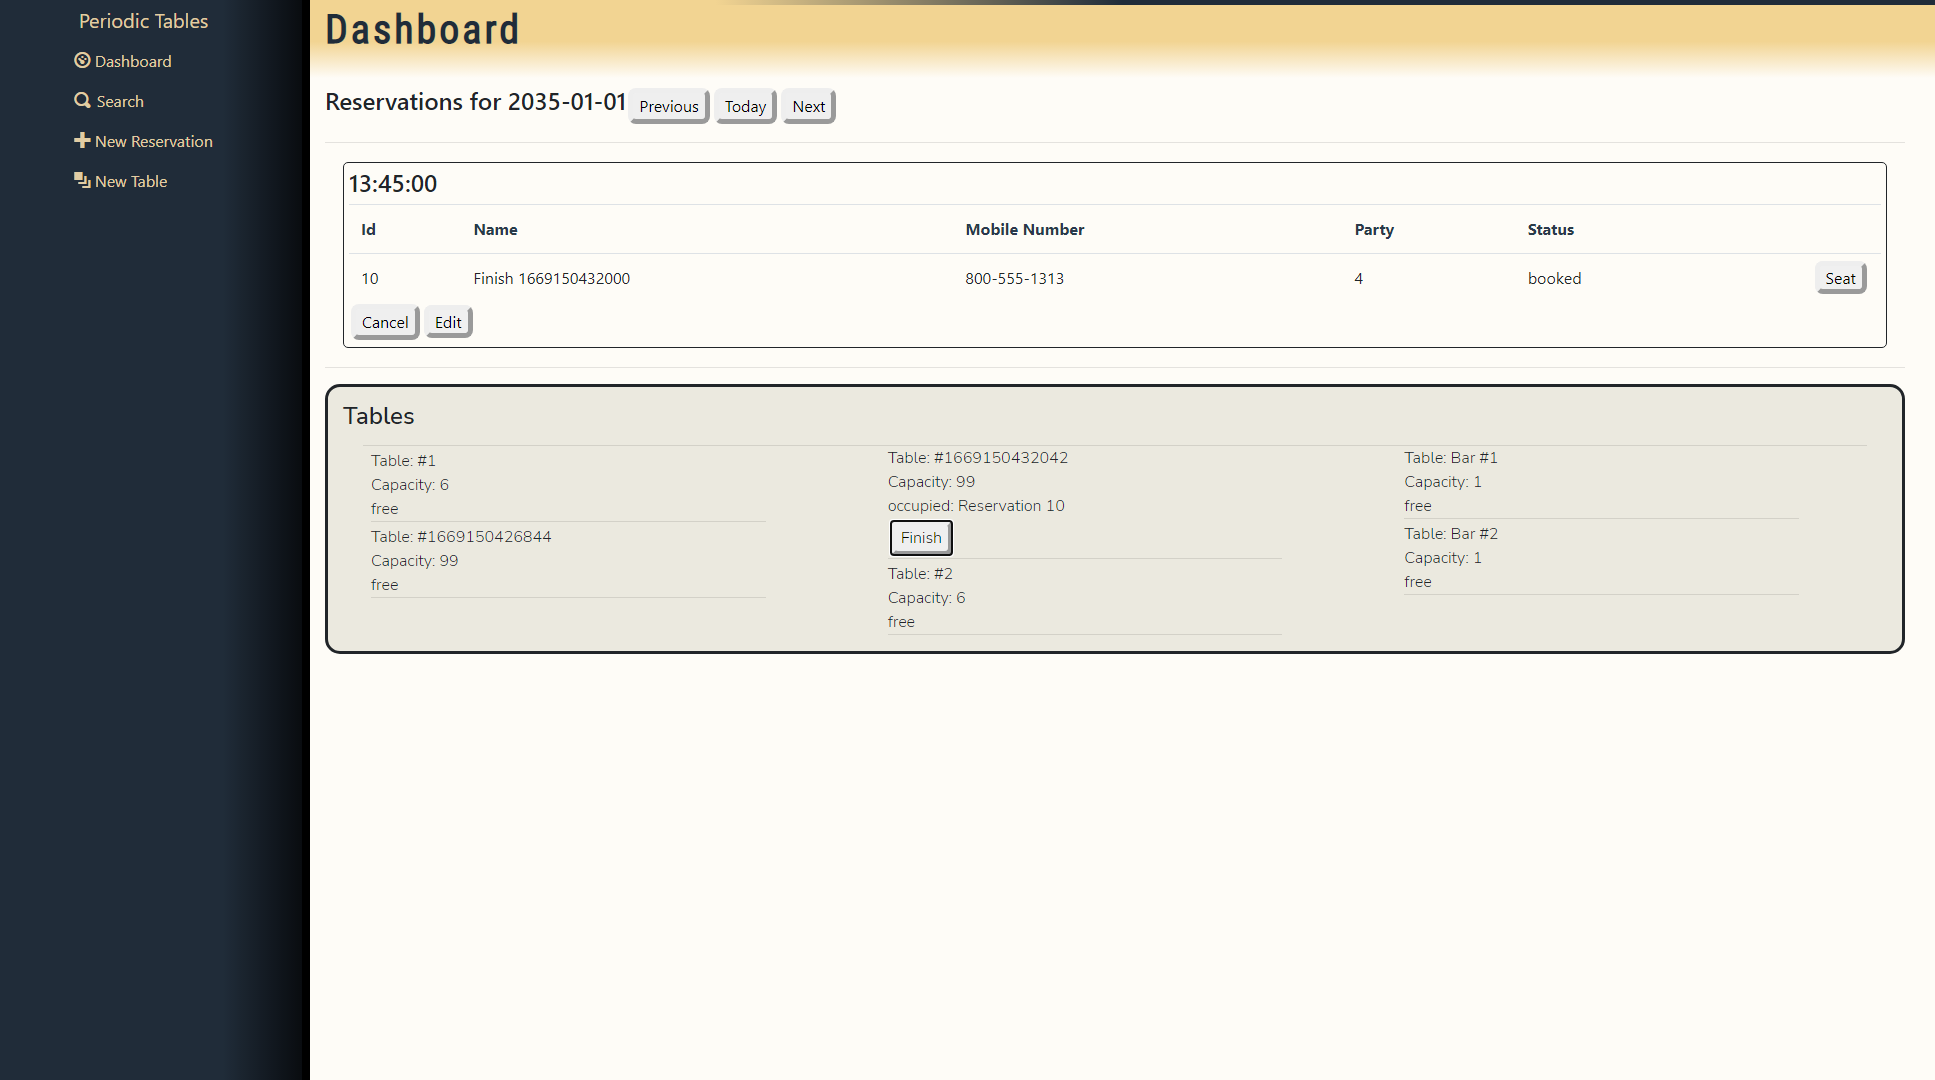 Periodic Tables
Dashboard
Search
New Reservation
New Table
Dashboard
Reservations for 2035-01-01 Previous Today Next
13:45:00
Id Name Mobile Number Party Status
10 Finish 1669150432000 800-555-1313 4 booked Seat
Cancel Edit
Tables
Table: #1
Capacity: 6
free
Table: #1669150426844
Capacity: 99
free
Table: #1669150432042
Capacity: 99
occupied: Reservation 10
Finish
Table: #2
Capacity: 6
free
Table: Bar #1
Capacity: 1
free
Table: Bar #2
Capacity: 1
free